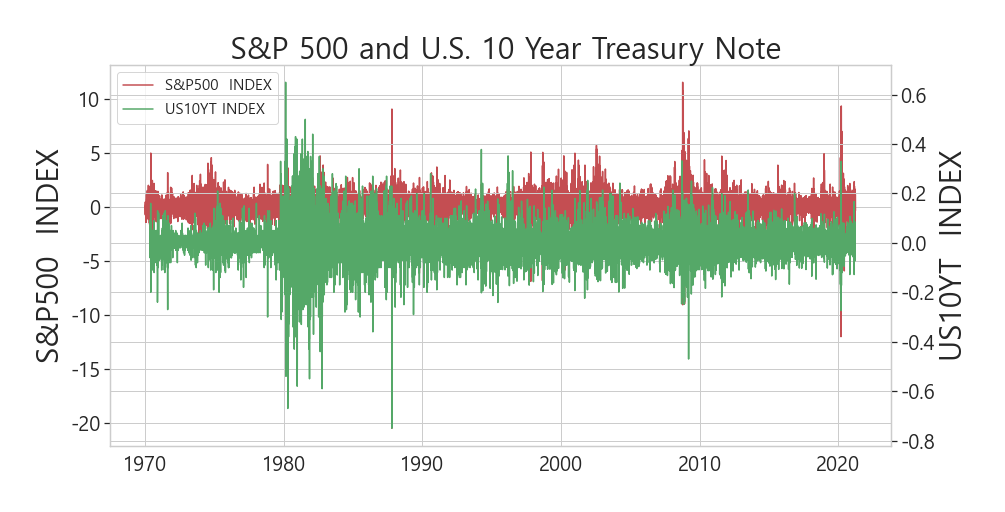 S&P 500 and U.S. 10 Year Treasury Note
S&P500 INDEX
US10YT INDEX
10
5
0
-5
-10
-15
-20
S&P500 INDEX
0.6
0.4
0.2
0.0
-0.2
-0.4
-0.6
-0.8
US10YT INDEX
1970 1980 1990 2000 2010 2020